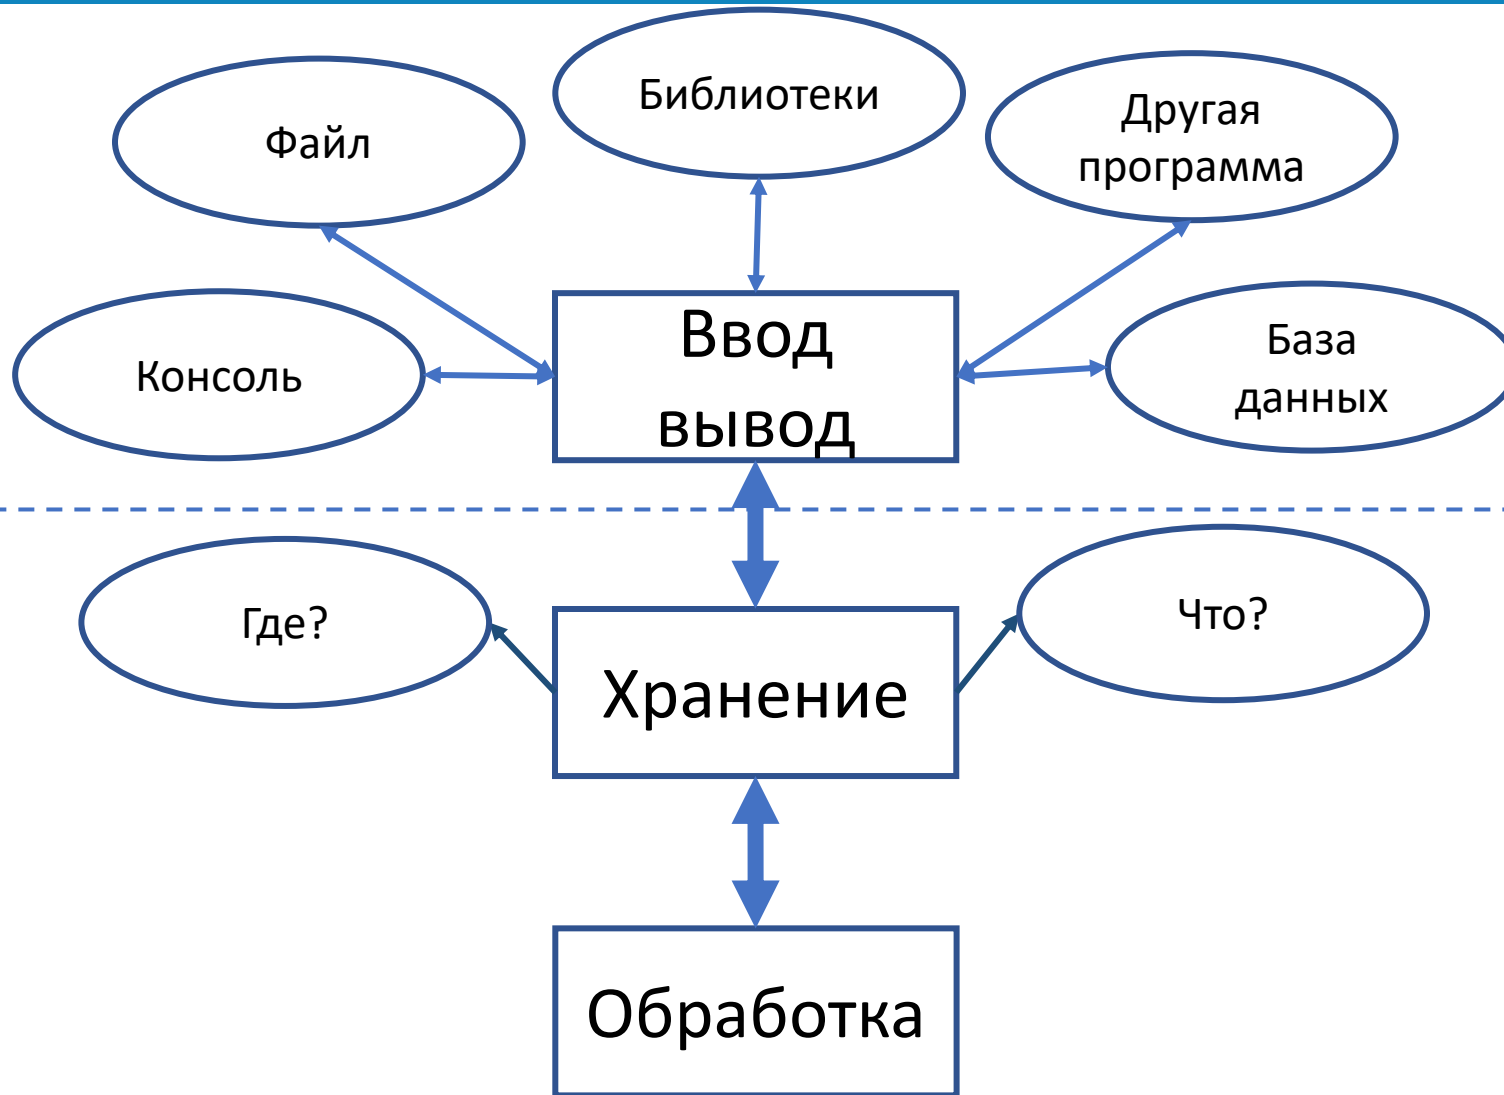 Библиотеки
Файл
Другая
программа
Консоль
Ввод
вывод
База
данных
Где?
Хранение
Что?
Обработка